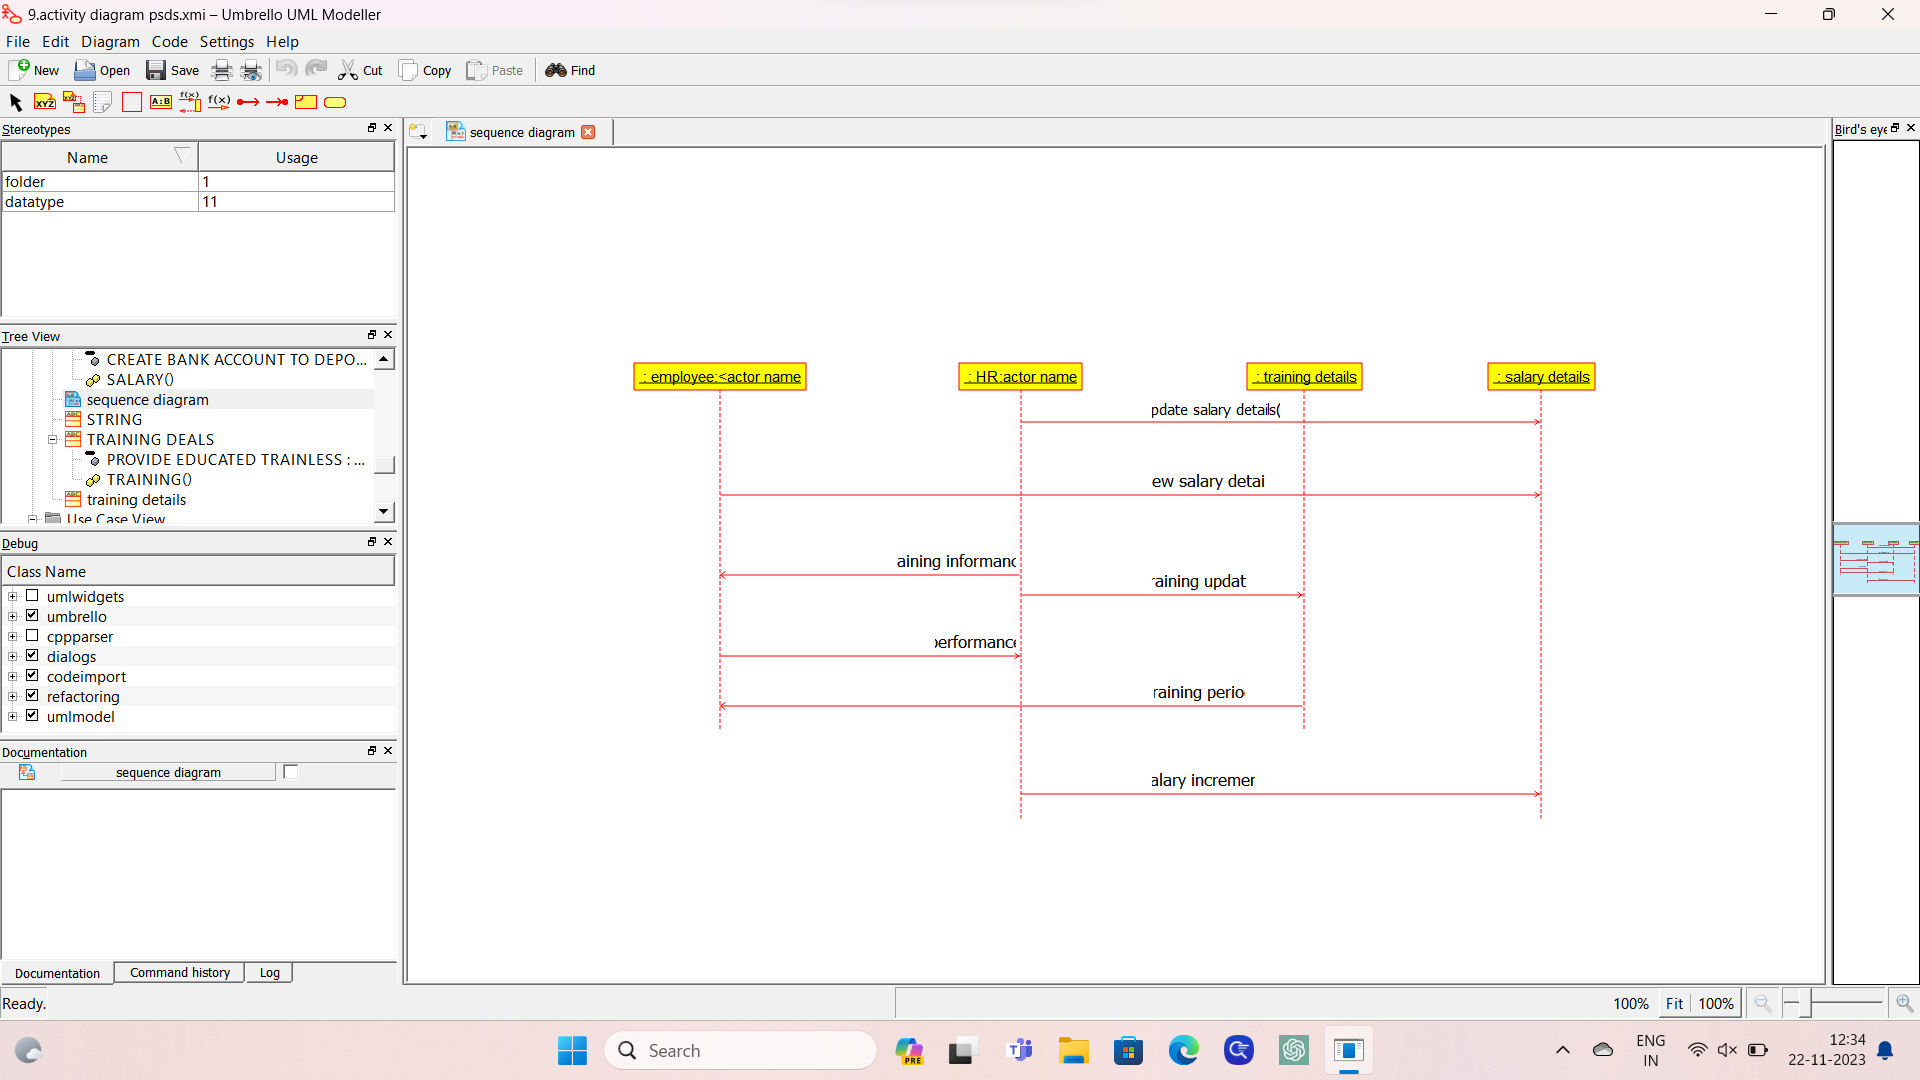 9.activity diagram psds.xmi – Umbrello UML Modeller
File Edit Diagram Code Settings Help
New Open Save Cut Copy Paste Find
XYZ XYZ A:B f(x) f(x)
Stereotypes
Name Usage
folder 1
datatype 11
Tree View
CREATE BANK ACCOUNT TO DEPO...
SALARY()
sequence diagram
STRING
TRAINING DEALS
PROVIDE EDUCATED TRAINLESS : ...
TRAINING()
training details
Use Case View
Debug
Class Name
umlwidgets
umbrello
cppparser
dialogs
codeimport
refactoring
umlmodel
Documentation
sequence diagram
Documentation Command history Log
Ready.
sequence diagram
: employee:<actor name : HR:actor name : training details : salary details
pdate salary details(
ew salary detai
aining informanc
raining updat
performance
raining perio
alary incremen
Bird's eye
100% Fit 100%
Search
PRE
ENG
IN
12:34
22-11-2023